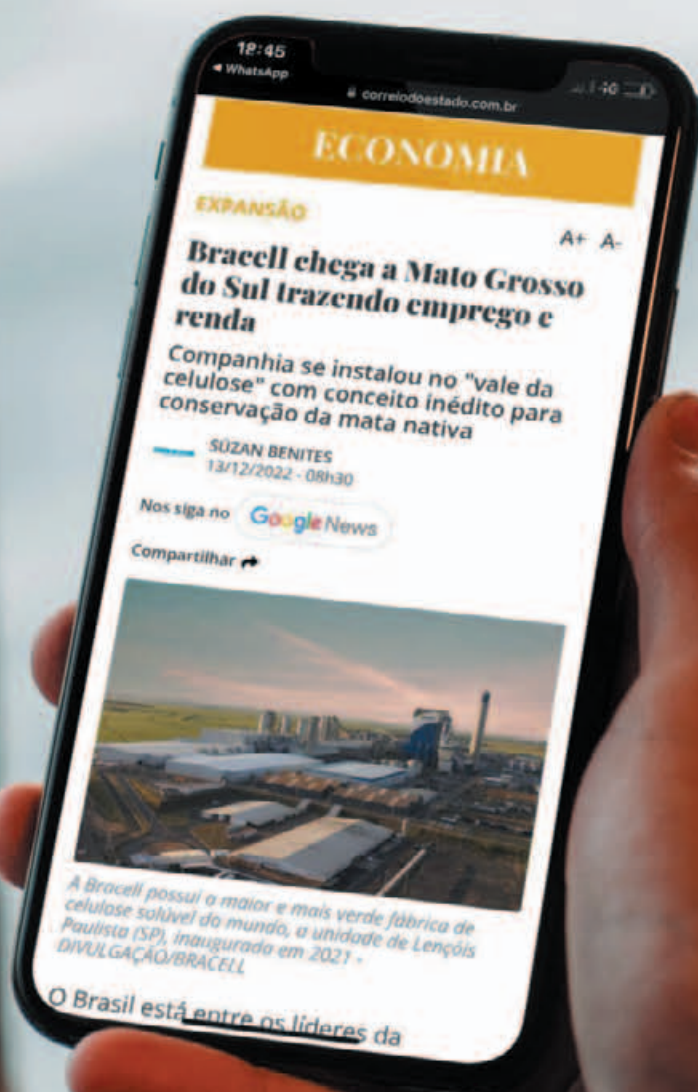 18:45
◄ WhatsApp
correiodoestado.com.br
4G
ECONOMIA
EXPANSÃO
A+ A-
Bracell chega a Mato Grosso
do Sul trazendo emprego e
renda
Companhia se instalou no "vale da
celulose" com conceito inédito para
conservação da mata nativa
SÚZAN BENITES
13/12/2022 - 08h30
Nos siga no Google News
Compartilhar
A Bracell possui a maior e mais verde fábrica de
celulose solúvel do mundo, a unidade de Lençóis
Paulista (SP), inaugurada em 2021 -
DIVULGAÇÃO/BRACELL
O Brasil está entre os líderes da